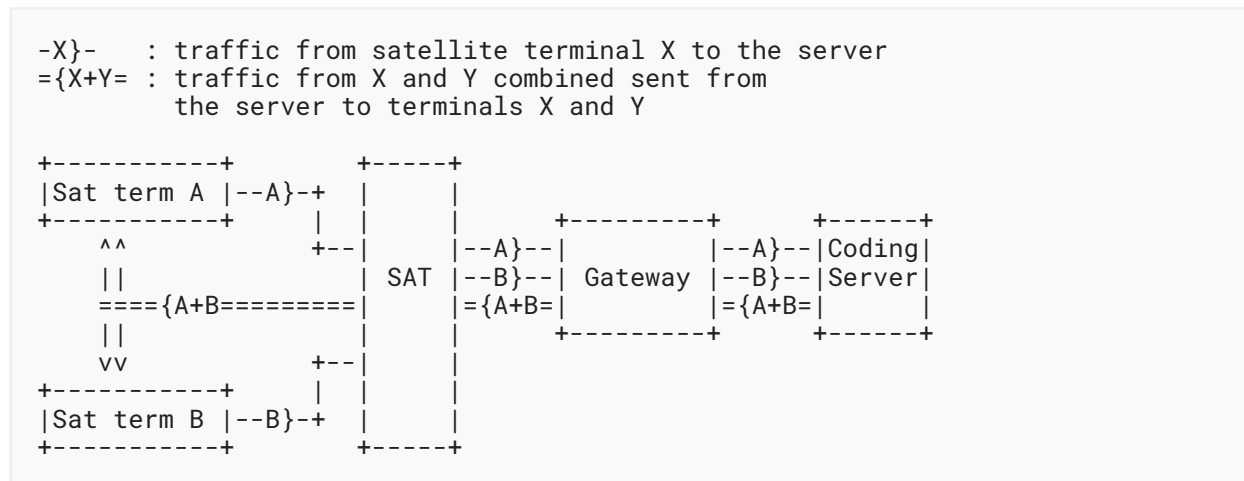 -X}-   : traffic from satellite terminal X to the server
={X+Y= : traffic from X and Y combined sent from
         the server to terminals X and Y

+-----------+        +-----+
|Sat term A |--A}-+  |     |
+-----------+     |  |     |      +---------+      +------+
    ^^            +--|     |--A}--|         |--A}--|Coding|
    ||               | SAT |--B}--| Gateway |--B}--|Server|
    ===={A+B=========|     |={A+B=|         |={A+B=|      |
    ||               |     |      +---------+      +------+
    vv            +--|     |
+-----------+     |  |     |
|Sat term B |--B}-+  |     |
+-----------+        +-----+